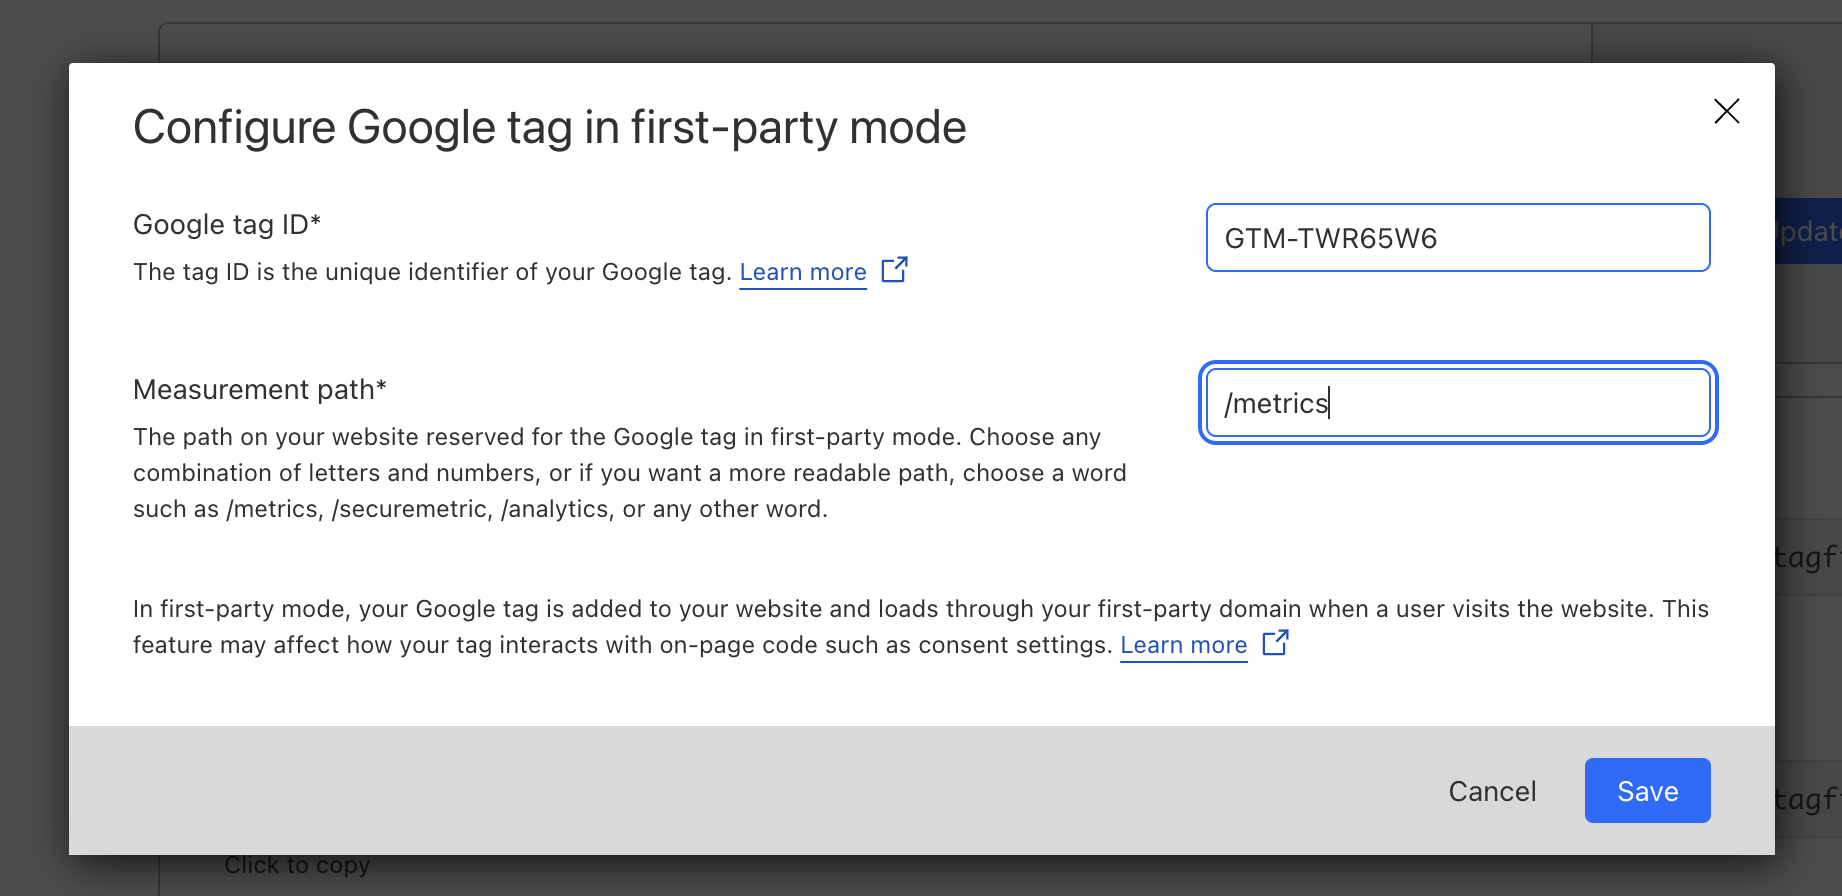 Configure Google tag in first-party mode
Google tag ID*
The tag ID is the unique identifier of your Google tag. Learn more
GTM-TWR65W6
Measurement path*
The path on your website reserved for the Google tag in first-party mode. Choose any
combination of letters and numbers, or if you want a more readable path, choose a word
such as /metrics, /securemetric, /analytics, or any other word.
/metrics
In first-party mode, your Google tag is added to your website and loads through your first-party domain when a user visits the website. This
feature may affect how your tag interacts with on-page code such as consent settings. Learn more
Cancel
Save
Click to copy